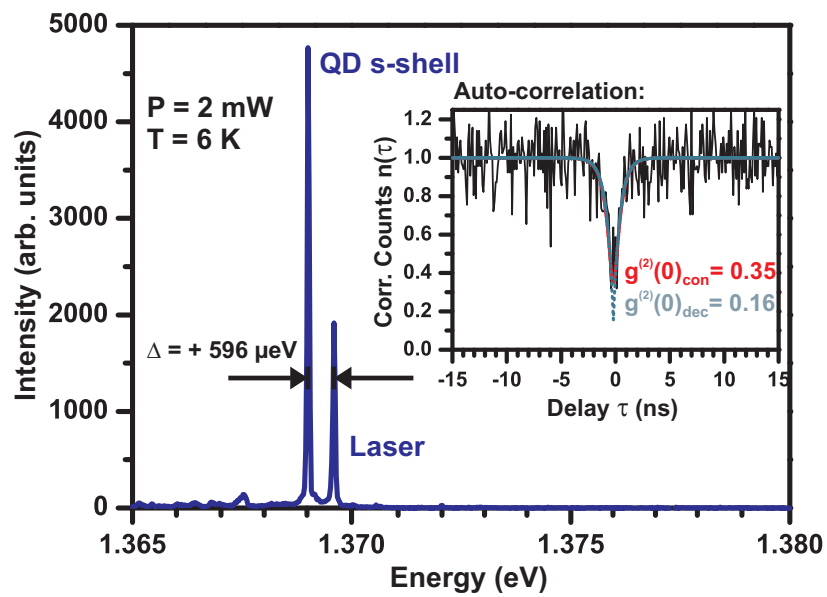 5000
4000
3000
2000
1000
0
Intensity (arb. units)
1.365
1.370
1.375
1.380
Energy (eV)
QD s-shell
P = 2 mW
T = 6 K
Δ = + 596 µeV
Laser
Auto-correlation:
1.2
1.0
0.8
0.6
0.4
0.2
0.0
Corr. Counts n(τ)
-15
-10
-5
0
5
10
15
Delay τ (ns)
g⁽²⁾(0)con= 0.35
g⁽²⁾(0)dec= 0.16